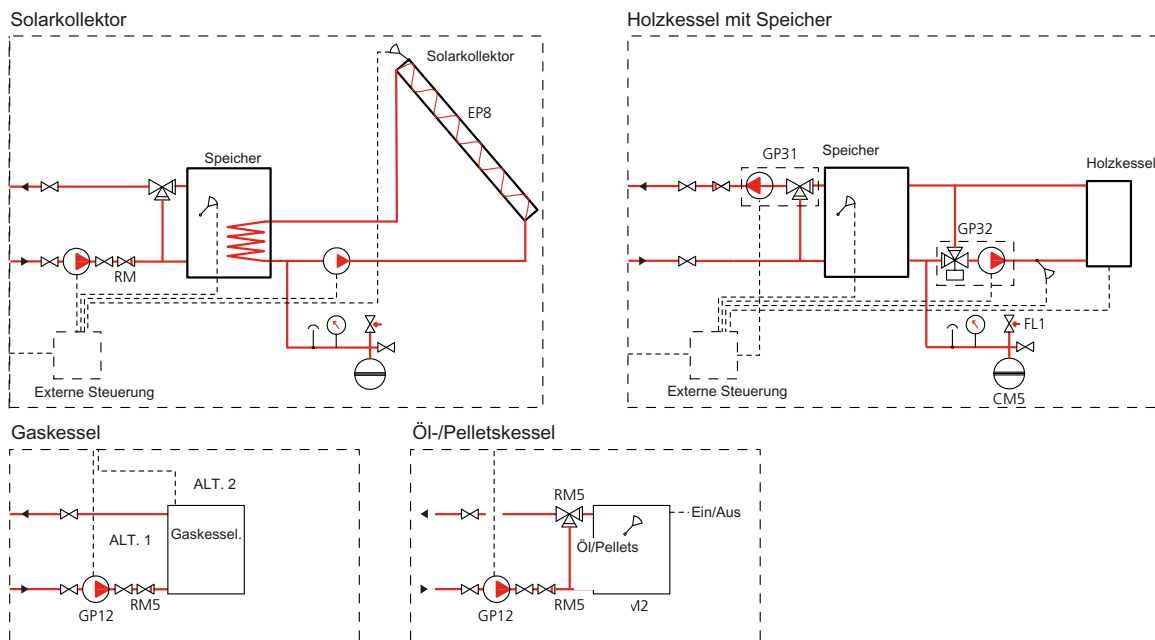 Solarkollektor
Solarkollektor
EP8
Speicher
RM
Externe Steuerung
Holzkessel mit Speicher
GP31
Speicher
Holzkessel
GP32
FL1
CM5
Externe Steuerung
Gaskessel
ALT. 2
ALT. 1
Gaskessel.
GP12
RM5
Öl-/Pelletskessel
RM5
Ein/Aus
Öl/Pellets
GP12
RM5